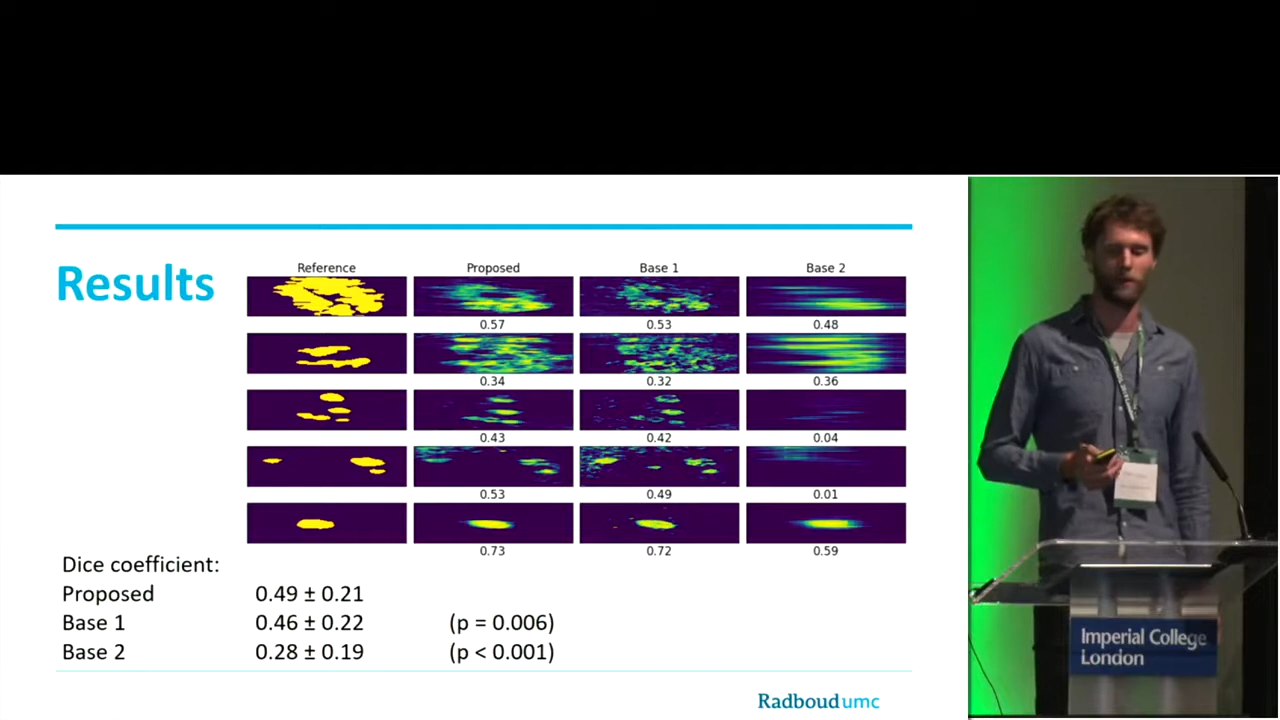 Results
Reference Proposed Base 1 Base 2
0.57 0.53 0.48
0.34 0.32 0.36
0.43 0.42 0.04
0.53 0.49 0.01
0.73 0.72 0.59
Dice coefficient:
Proposed 0.49 ± 0.21
Base 1 0.46 ± 0.22 (p = 0.006)
Base 2 0.28 ± 0.19 (p < 0.001)
Radboudumc
Imperial College
London